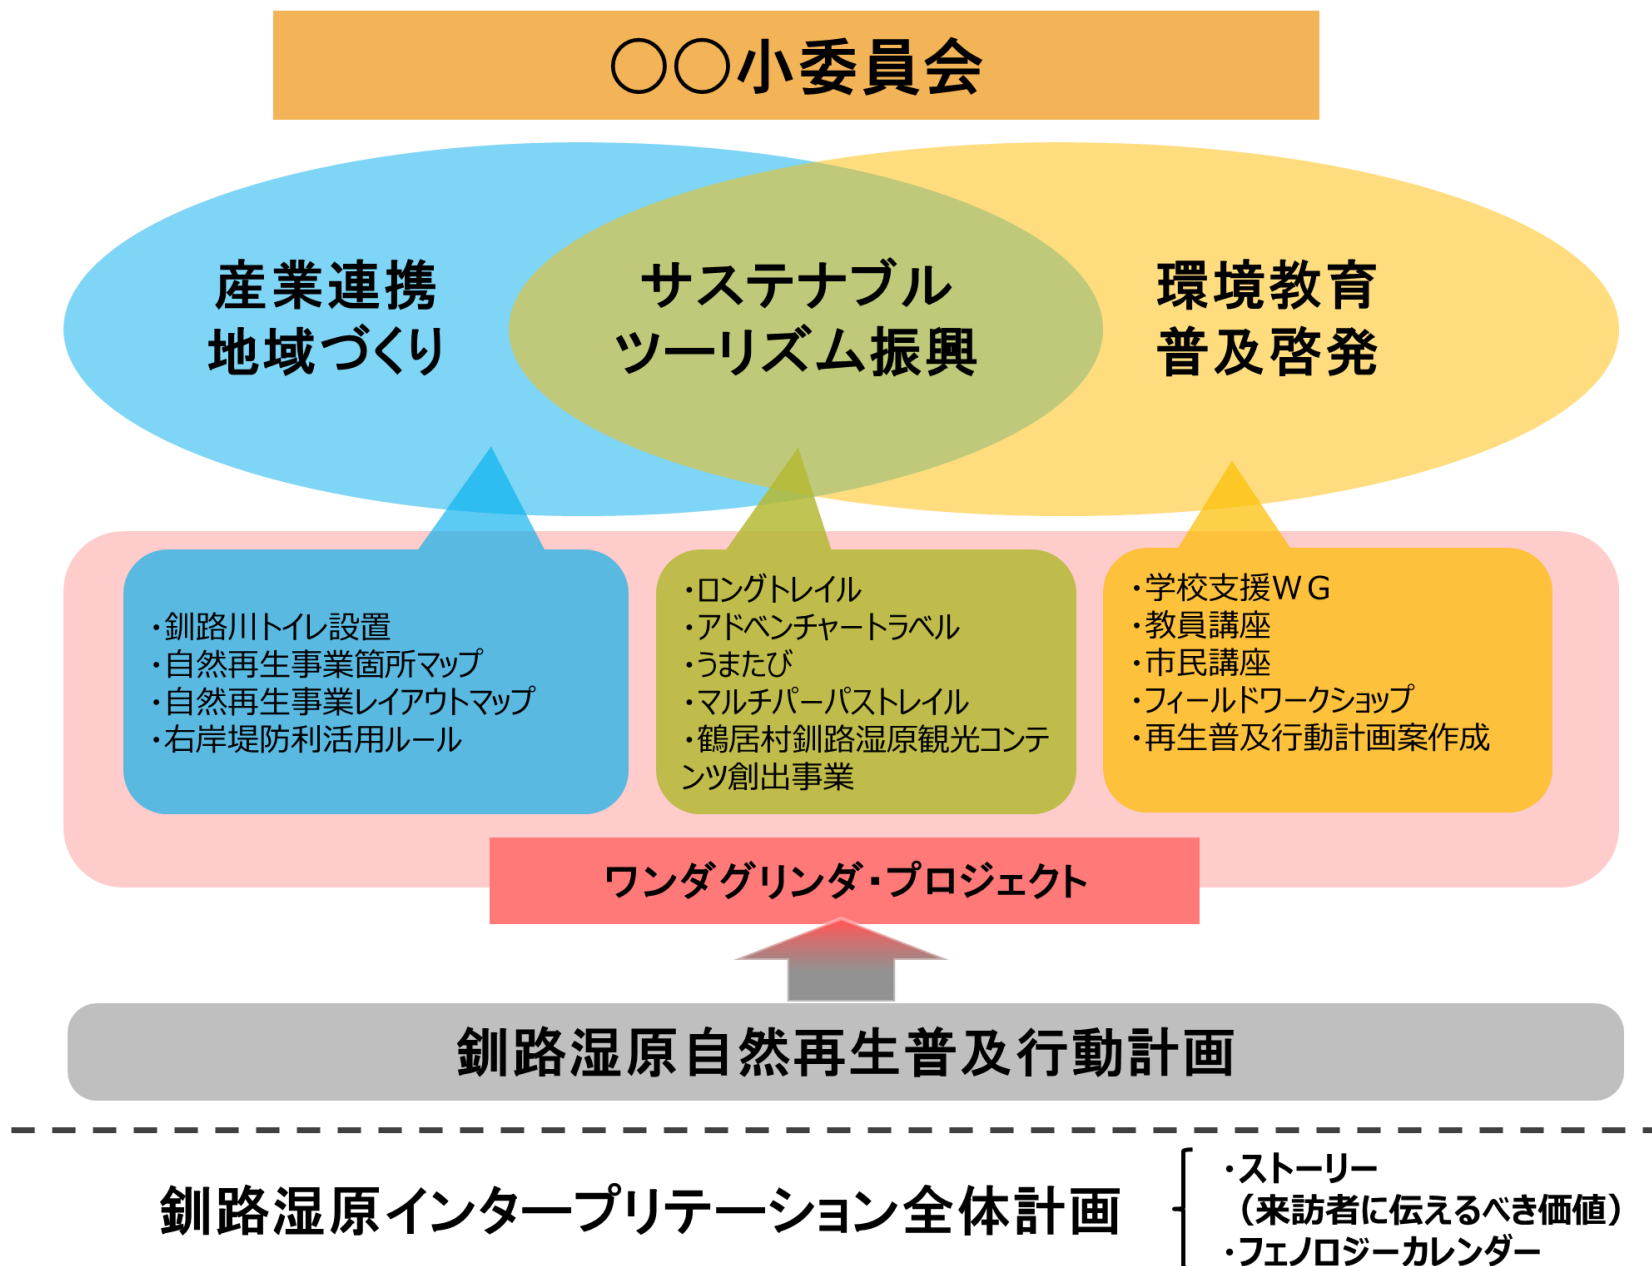 〇〇小委員会
産業連携
地域づくり
サステナブル
ツーリズム振興
環境教育
普及啓発
・釧路川トイレ設置
・自然再生事業箇所マップ
・自然再生事業レイアウトマップ
・右岸堤防利活用ルール
・ロングトレイル
・アドベンチャートラベル
・うまたび
・マルチパーパストレイル
・鶴居村釧路湿原観光コンテ
ンツ創出事業
・学校支援ＷＧ
・教員講座
・市民講座
・フィールドワークショップ
・再生普及行動計画案作成
ワンダグリンダ・プロジェクト
釧路湿原自然再生普及行動計画
釧路湿原インタープリテーション全体計画
・ストーリー
（来訪者に伝えるべき価値）
・フェノロジーカレンダー